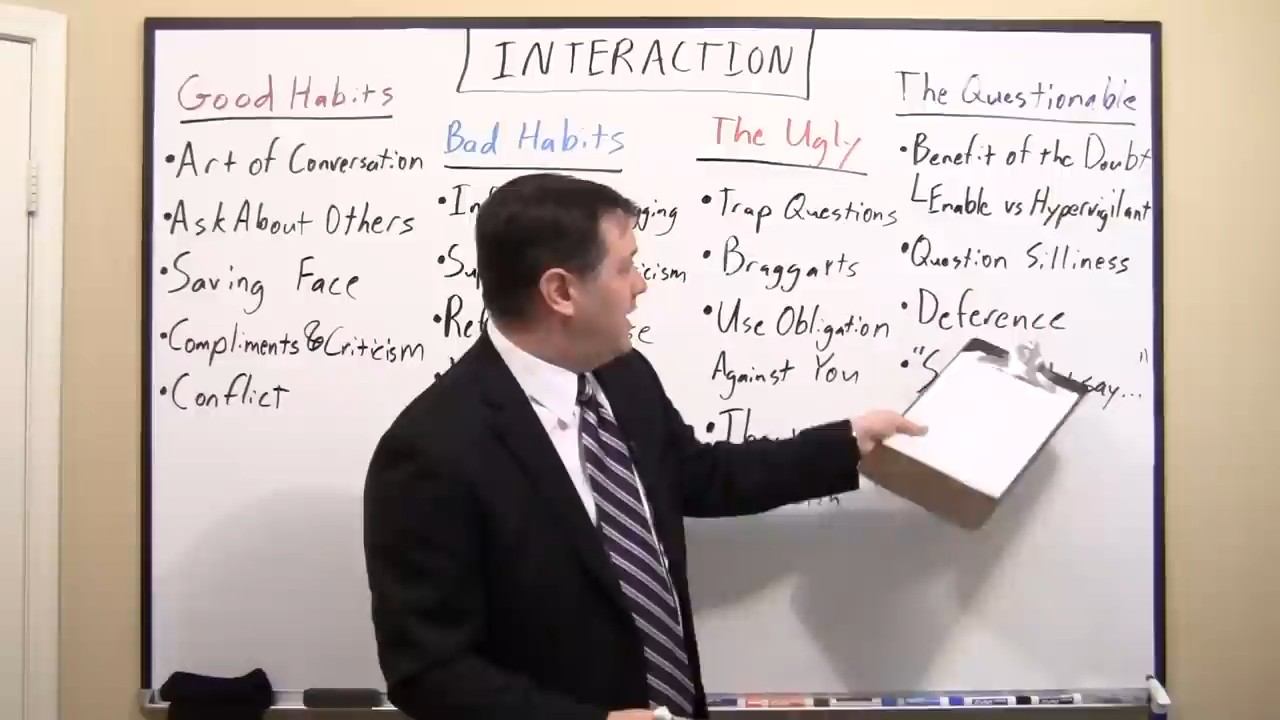 INTERACTION
Good Habits
•Art of Conversation
•Ask About Others
•Saving Face
•Compliments & Criticism
•Conflict
Bad Habits
The Ugly
•Trap Questions
•Braggarts
•Use Obligation
Against You
The Questionable
•Benefit of the Doubt
Enable vs Hypervigilant
•Question Silliness
•Deference
say..."